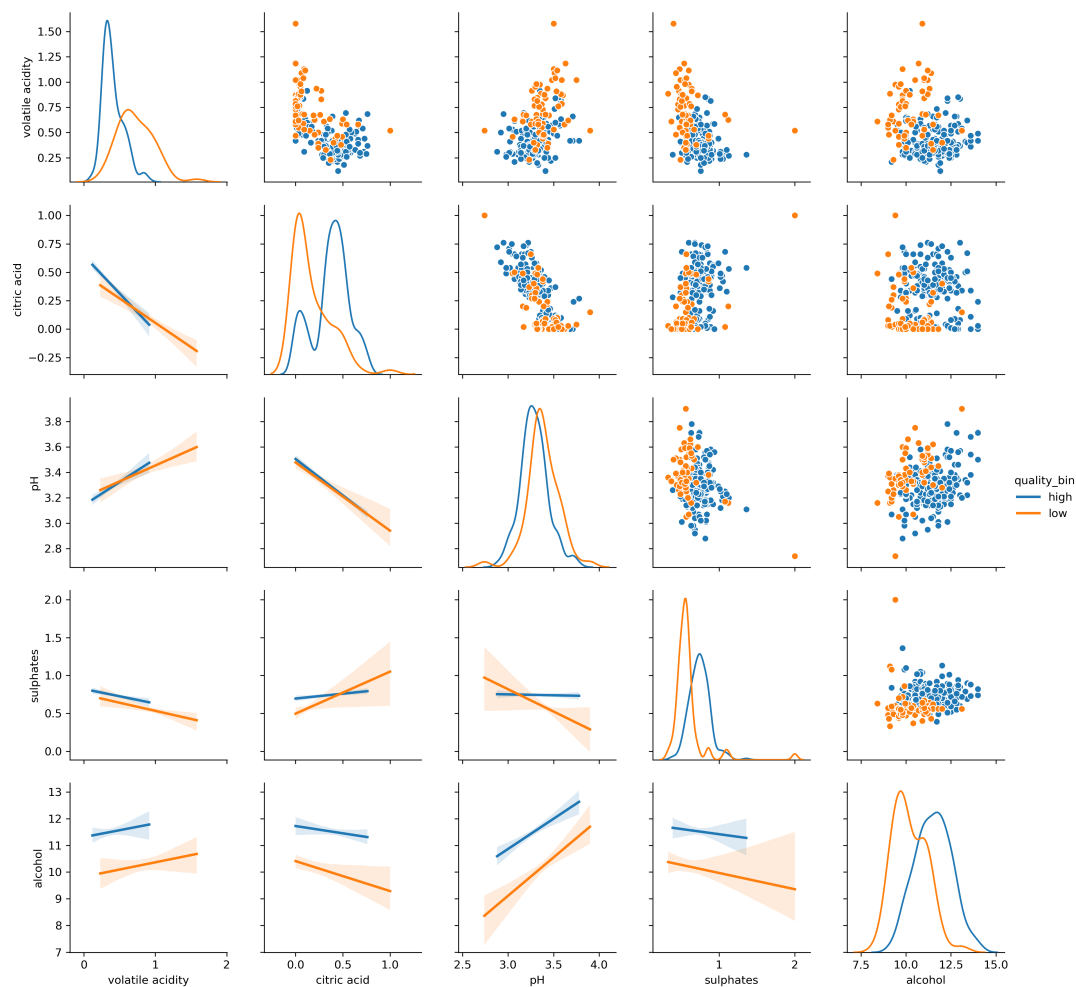 1.50
1.25
1.00
0.75
0.50
0.25
volatile acidity
1.00
0.75
0.50
0.25
0.00
−0.25
citric acid
3.8
3.6
3.4
3.2
3.0
2.8
pH
quality_bin
high
low
2.0
1.5
1.0
0.5
0.0
sulphates
13
12
11
10
9
8
7
alcohol
0 1 2
volatile acidity
0.0 0.5 1.0
citric acid
2.5 3.0 3.5 4.0
pH
1 2
sulphates
7.5 10.0 12.5 15.0
alcohol